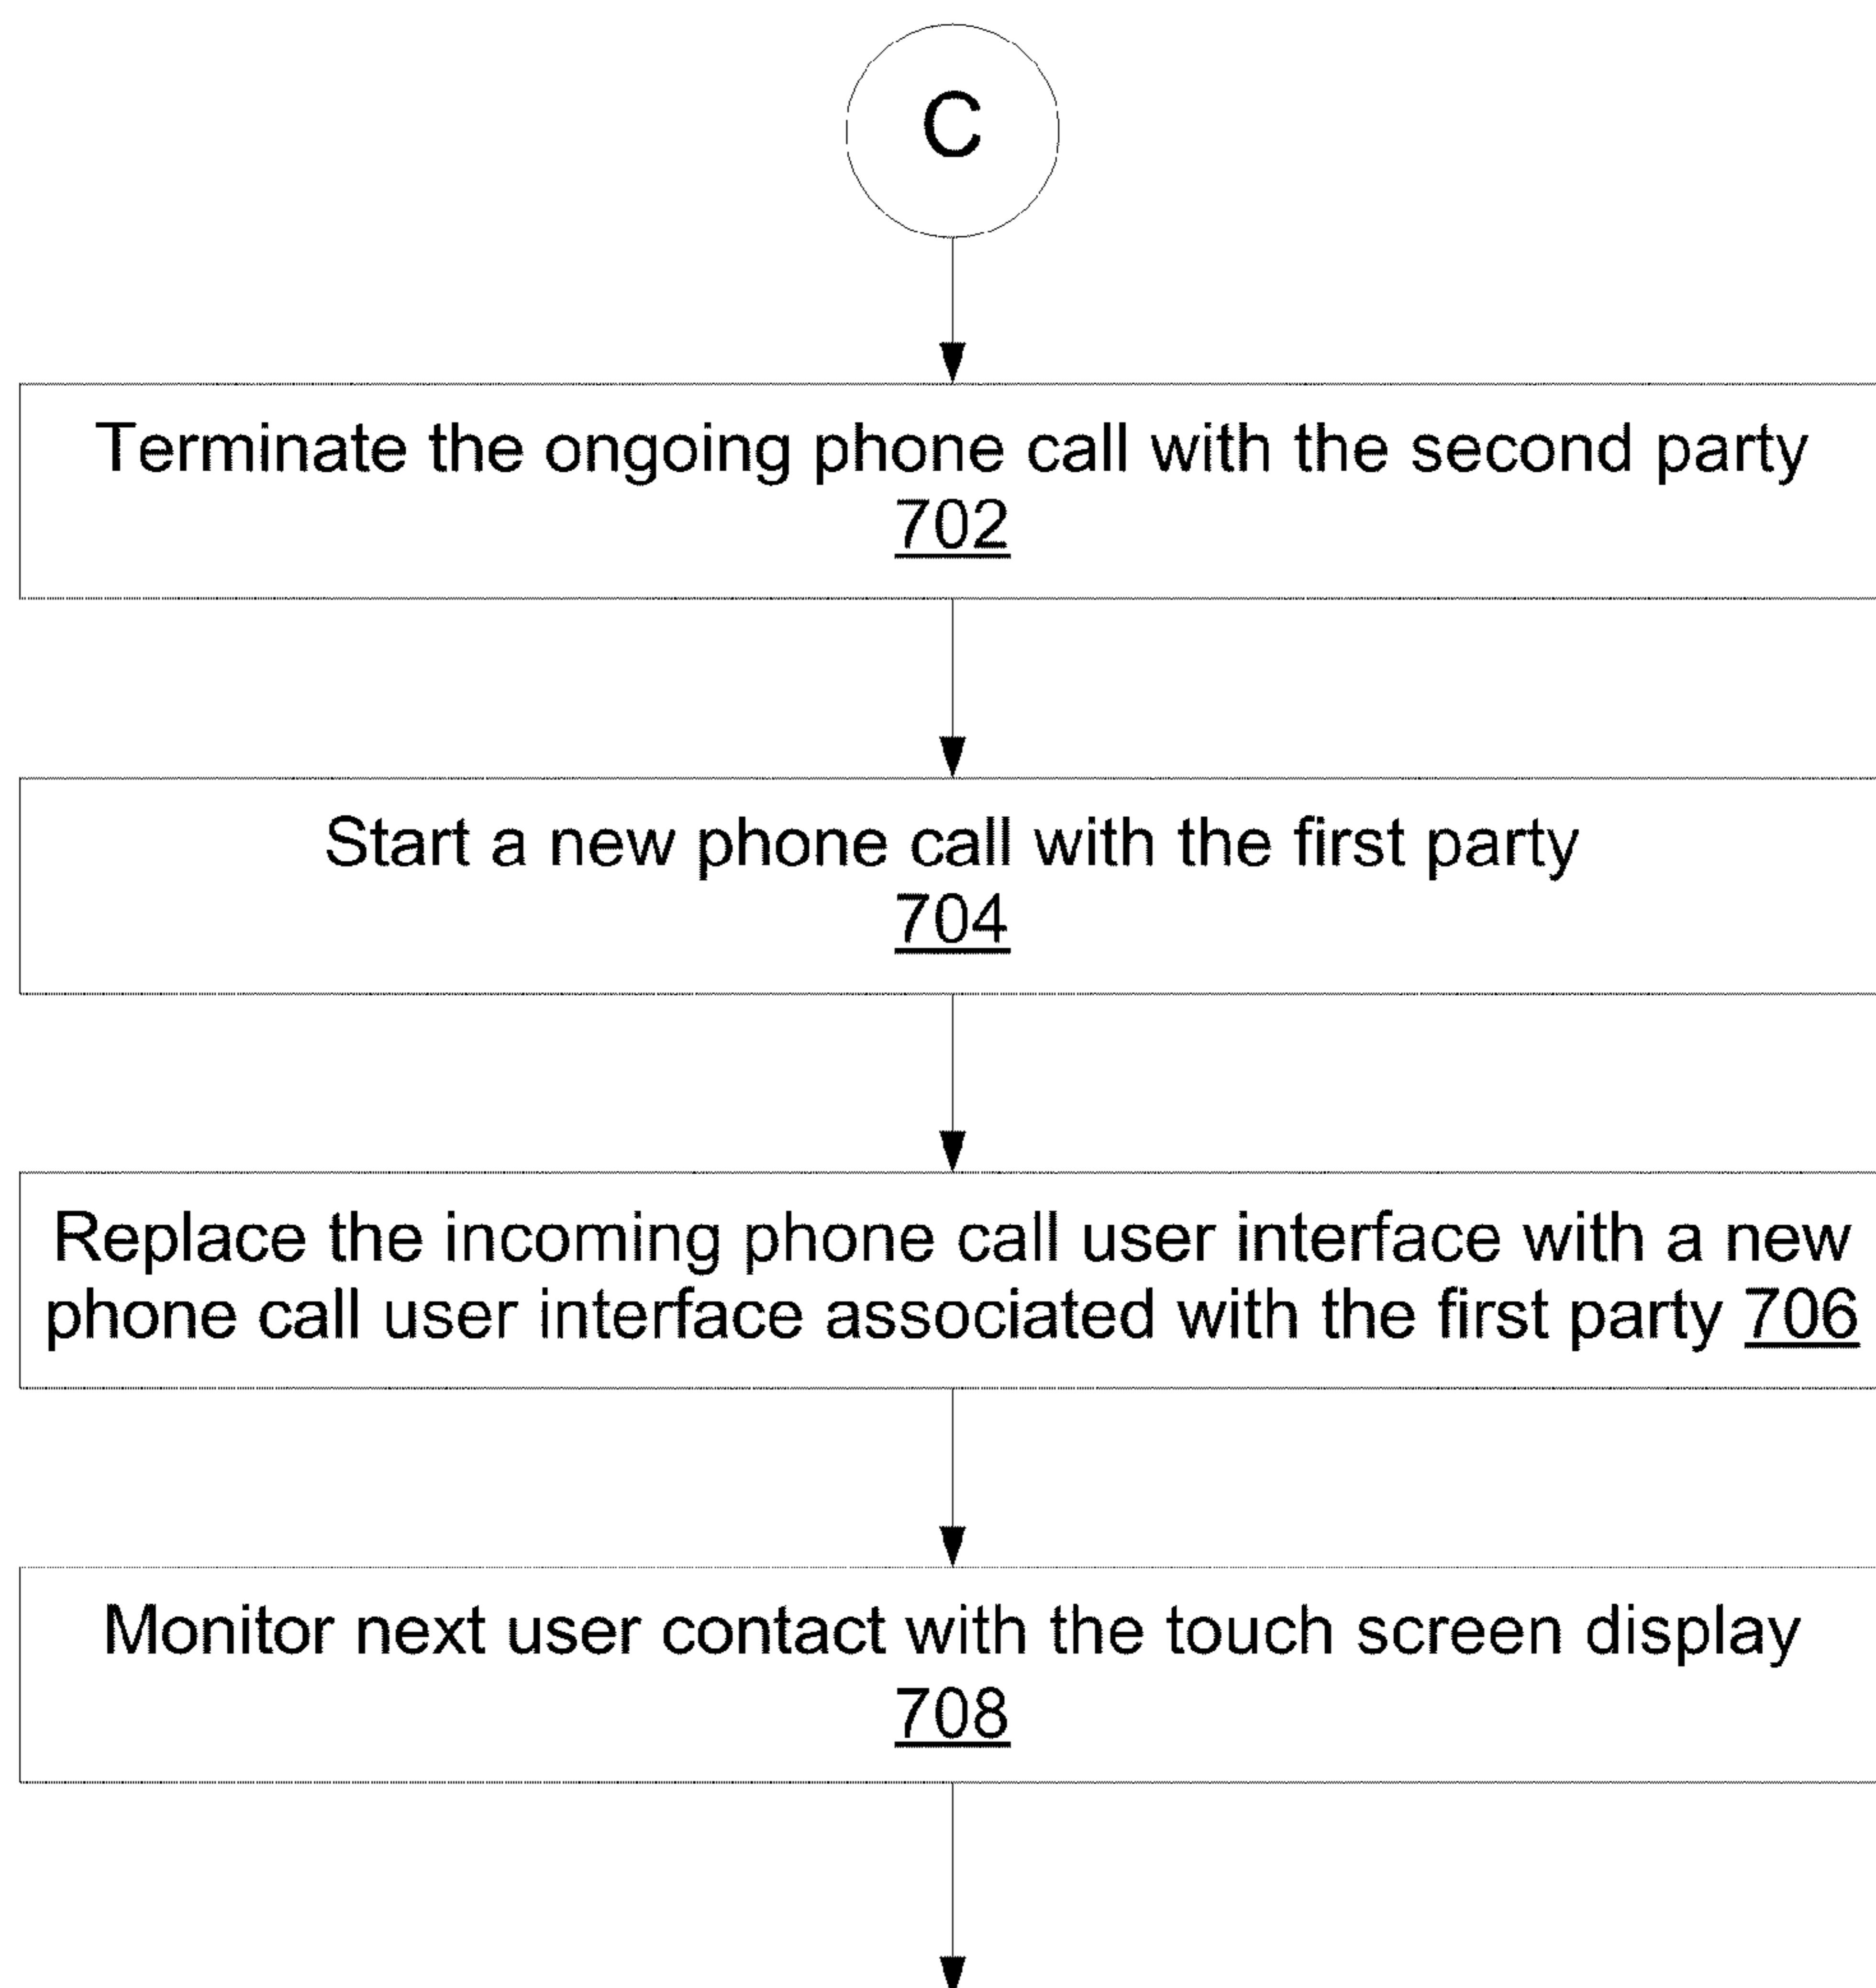 C
Terminate the ongoing phone call with the second party
702
Start a new phone call with the first party
704
Replace the incoming phone call user interface with a new
phone call user interface associated with the first party 706
Monitor next user contact with the touch screen display
708